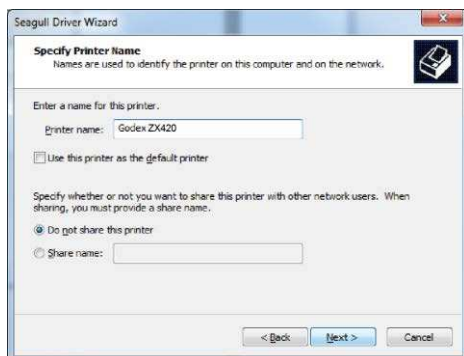 Seagull Driver Wizard
Specify Printer Name
Names are used to identify the printer on this computer and on the network.
Enter a name for this printer.
Printer name: Godex ZX420
Use this printer as the default printer
Specify whether or not you want to share this printer with other network users. When
sharing, you must provide a share name.
Do not share this printer
Share name:
< Back Next > Cancel